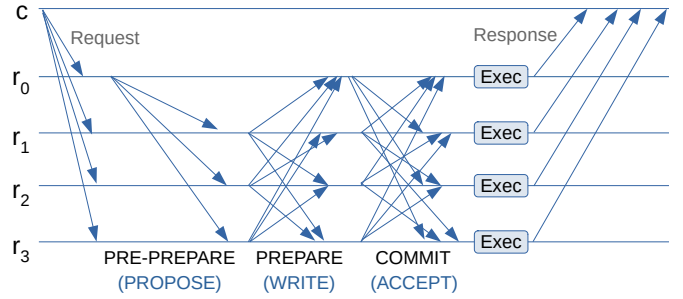 c
Request
Response
r0
Exec
r1
Exec
r2
Exec
r3
Exec
PRE-PREPARE PREPARE COMMIT
(PROPOSE) (WRITE) (ACCEPT)